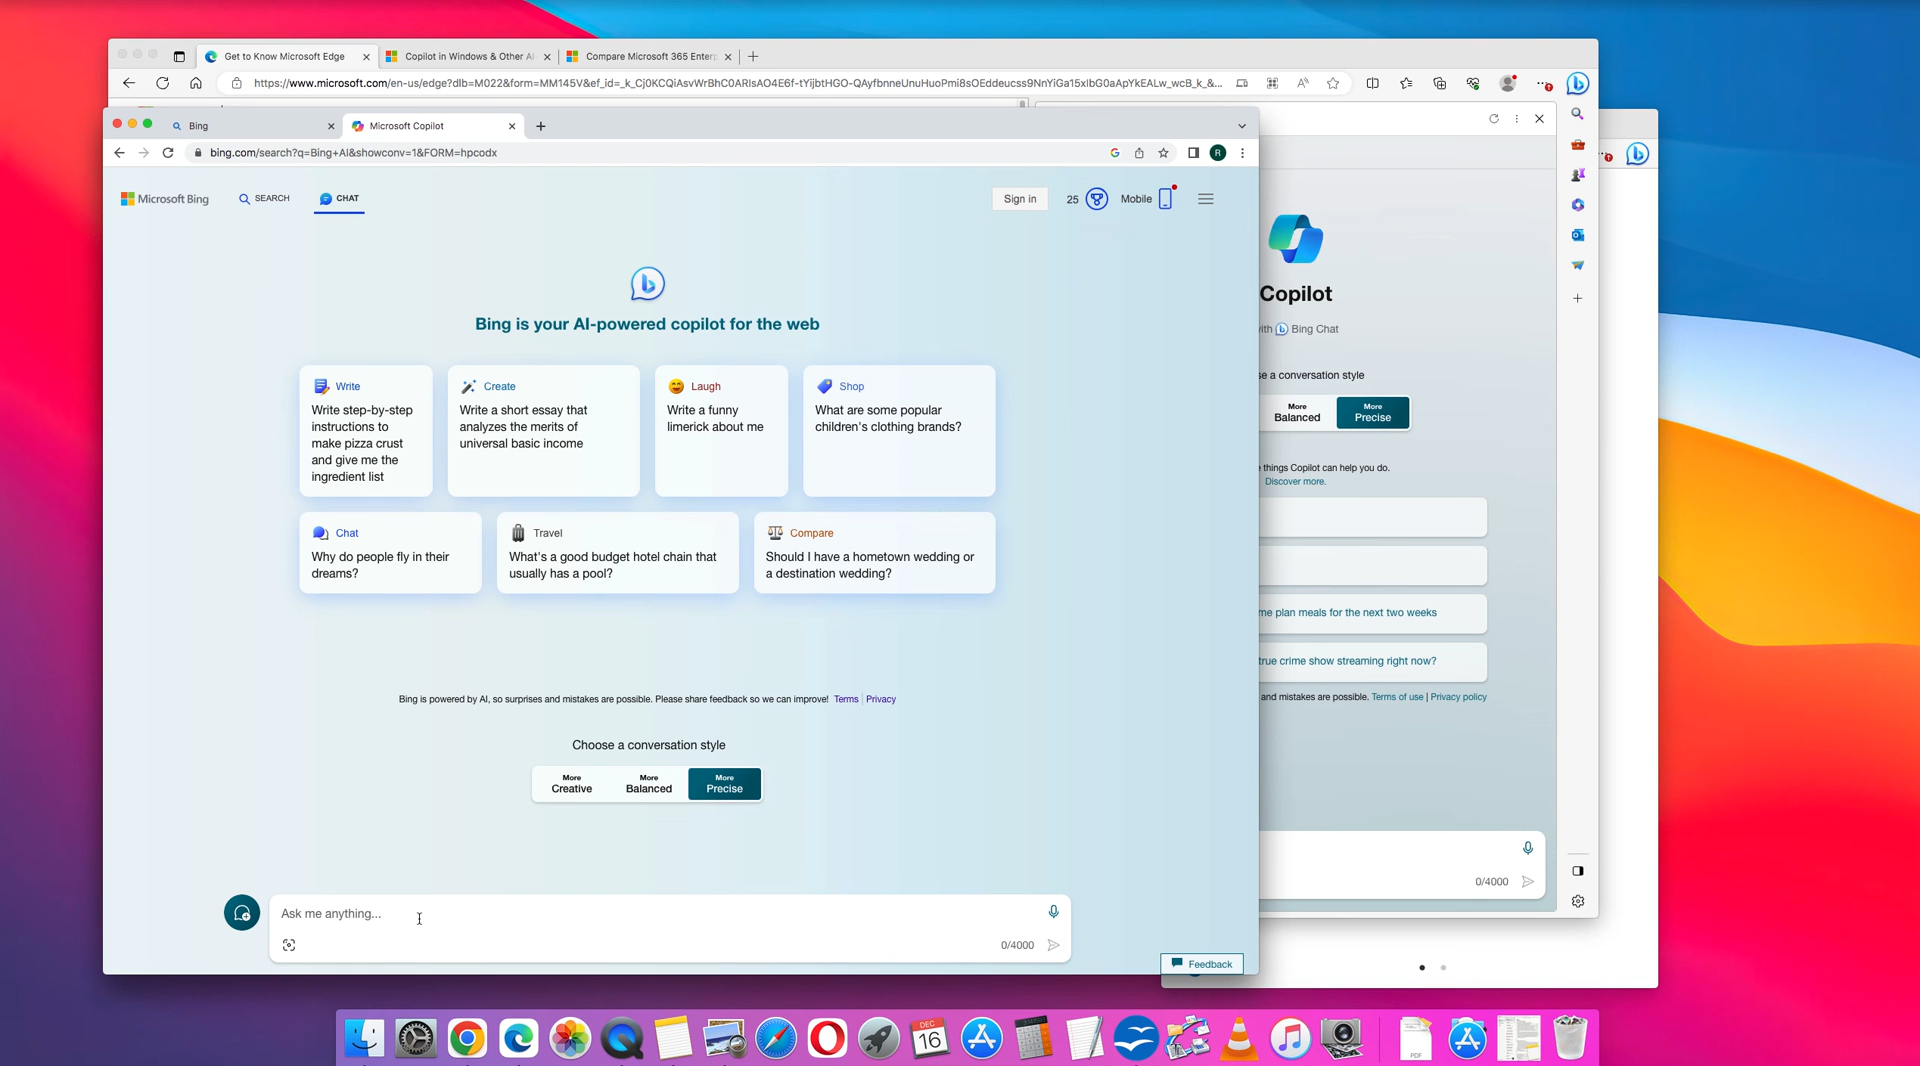 Get to Know Microsoft Edge
Copilot in Windows & Other AI
Compare Microsoft 365 Enterp
https://www.microsoft.com/en-us/edge?dlb=M022&form=MM145V&ef_id=_k_Cj0KCQiAsvWrBhC0ARIsAO4E6f-tYijbtHGO-QAyfbnneUnuHuoPmi8sOEddeucss9NnYiGa15xIbG0aApYkEALw_wcB_k_&...
Bing
Microsoft Copilot
bing.com/search?q=Bing+AI&showconv=1&FORM=hpcodx
R
Microsoft Bing
SEARCH
CHAT
Sign in
25
Mobile
Bing is your AI-powered copilot for the web
Write
Write step-by-step
instructions to
make pizza crust
and give me the
ingredient list
Create
Write a short essay that
analyzes the merits of
universal basic income
Laugh
Write a funny
limerick about me
Shop
What are some popular
children's clothing brands?
Chat
Why do people fly in their
dreams?
Travel
What's a good budget hotel chain that
usually has a pool?
Compare
Should I have a hometown wedding or
a destination wedding?
Bing is powered by AI, so surprises and mistakes are possible. Please share feedback so we can improve! Terms Privacy
Choose a conversation style
More
Creative
More
Balanced
More
Precise
Ask me anything...
0/4000
Feedback
Copilot
ith Bing Chat
se a conversation style
More
Balanced
More
Precise
things Copilot can help you do.
Discover more.
me plan meals for the next two weeks
true crime show streaming right now?
and mistakes are possible. Terms of use | Privacy policy
0/4000
DEC
16
PDF